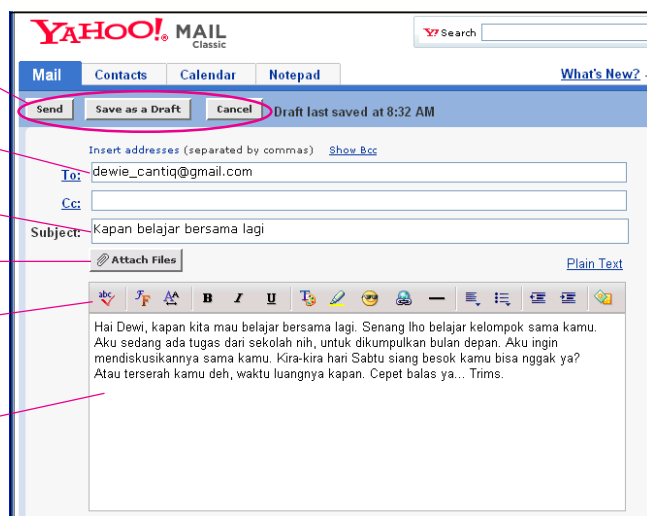 YAHOO!® MAIL
Classic
Y! Search
Mail Contacts Calendar Notepad What's New?
Send Save as a Draft Cancel Draft last saved at 8:32 AM
Insert addresses (separated by commas) Show Bcc
To: dewie_cantiq@gmail.com
Cc:
Subject: Kapan belajar bersama lagi
Attach Files
Plain Text
abc B I U
Hai Dewi, kapan kita mau belajar bersama lagi. Senang lho belajar kelompok sama kamu.
Aku sedang ada tugas dari sekolah nih, untuk dikumpulkan bulan depan. Aku ingin
mendiskusikannya sama kamu. Kira-kira hari Sabtu siang besok kamu bisa nggak ya?
Atau terserah kamu deh, waktu luangnya kapan. Cepet balas ya... Trims.